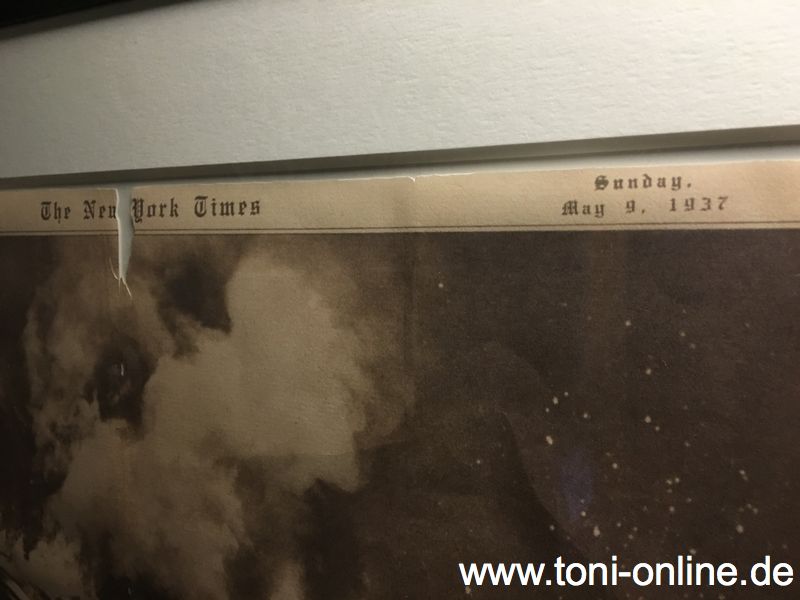 The New York Times
Sunday,
May 9, 1937
www.toni-online.de